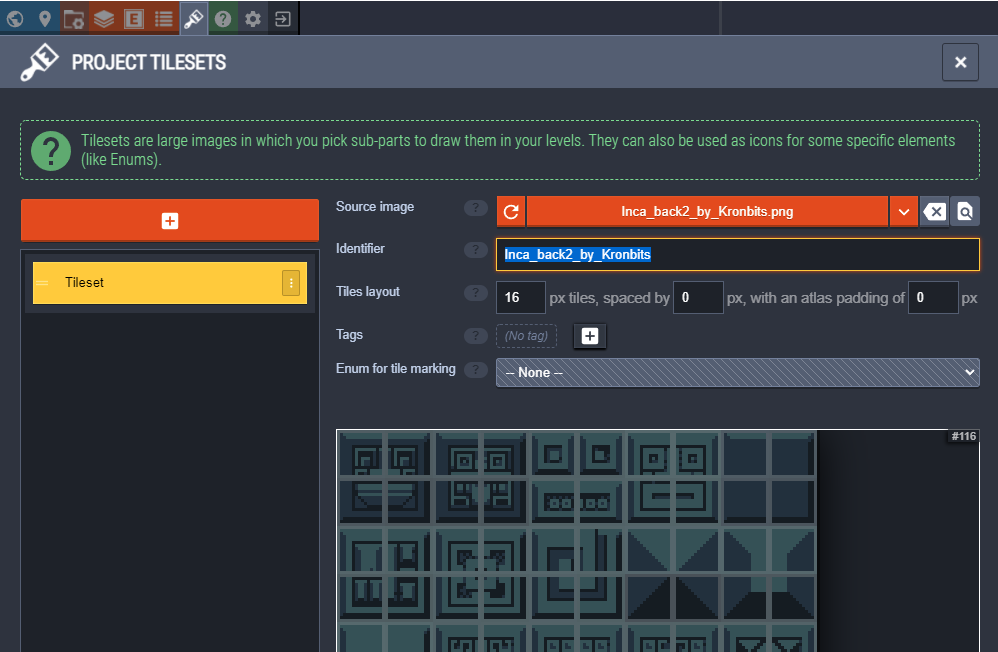 PROJECT TILESETS
Tilesets are large images in which you pick sub-parts to draw them in your levels. They can also be used as icons for some specific elements
(like Enums).
Source image ? Inca_back2_by_Kronbits.png
Identifier ? Inca_back2_by_Kronbits
Tileset
Tiles layout ? 16 px tiles, spaced by 0 px, with an atlas padding of 0 px
Tags ? (No tag)
Enum for tile marking ? -- None --
#116